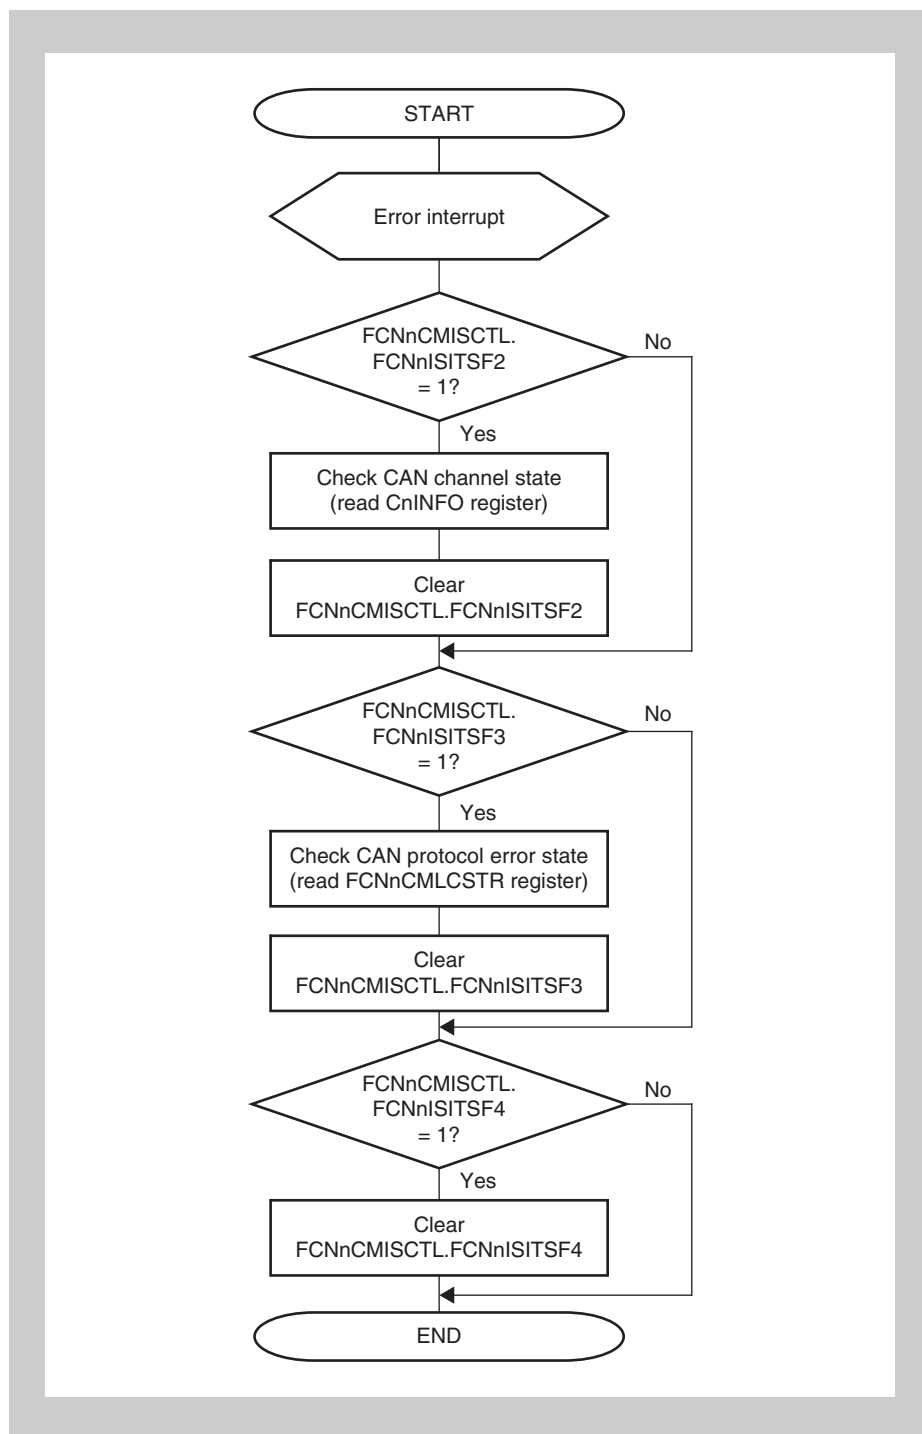 START
Error interrupt
FCNnCMISCTL.
FCNnISITSF2
= 1?
No
Yes
Check CAN channel state
(read CnINFO register)
Clear
FCNnCMISCTL.FCNnISITSF2
FCNnCMISCTL.
FCNnISITSF3
= 1?
No
Yes
Check CAN protocol error state
(read FCNnCMLCSTR register)
Clear
FCNnCMISCTL.FCNnISITSF3
FCNnCMISCTL.
FCNnISITSF4
= 1?
No
Yes
Clear
FCNnCMISCTL.FCNnISITSF4
END